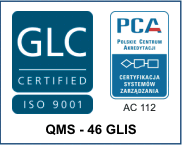 GLC
CERTIFIED
ISO 9001
PCA
POLSKIE CENTRUM
AKREDYTACJI
CERTYFIKACJA
SYSTEMÓW
ZARZĄDZANIA
AC 112
QMS - 46 GLIS